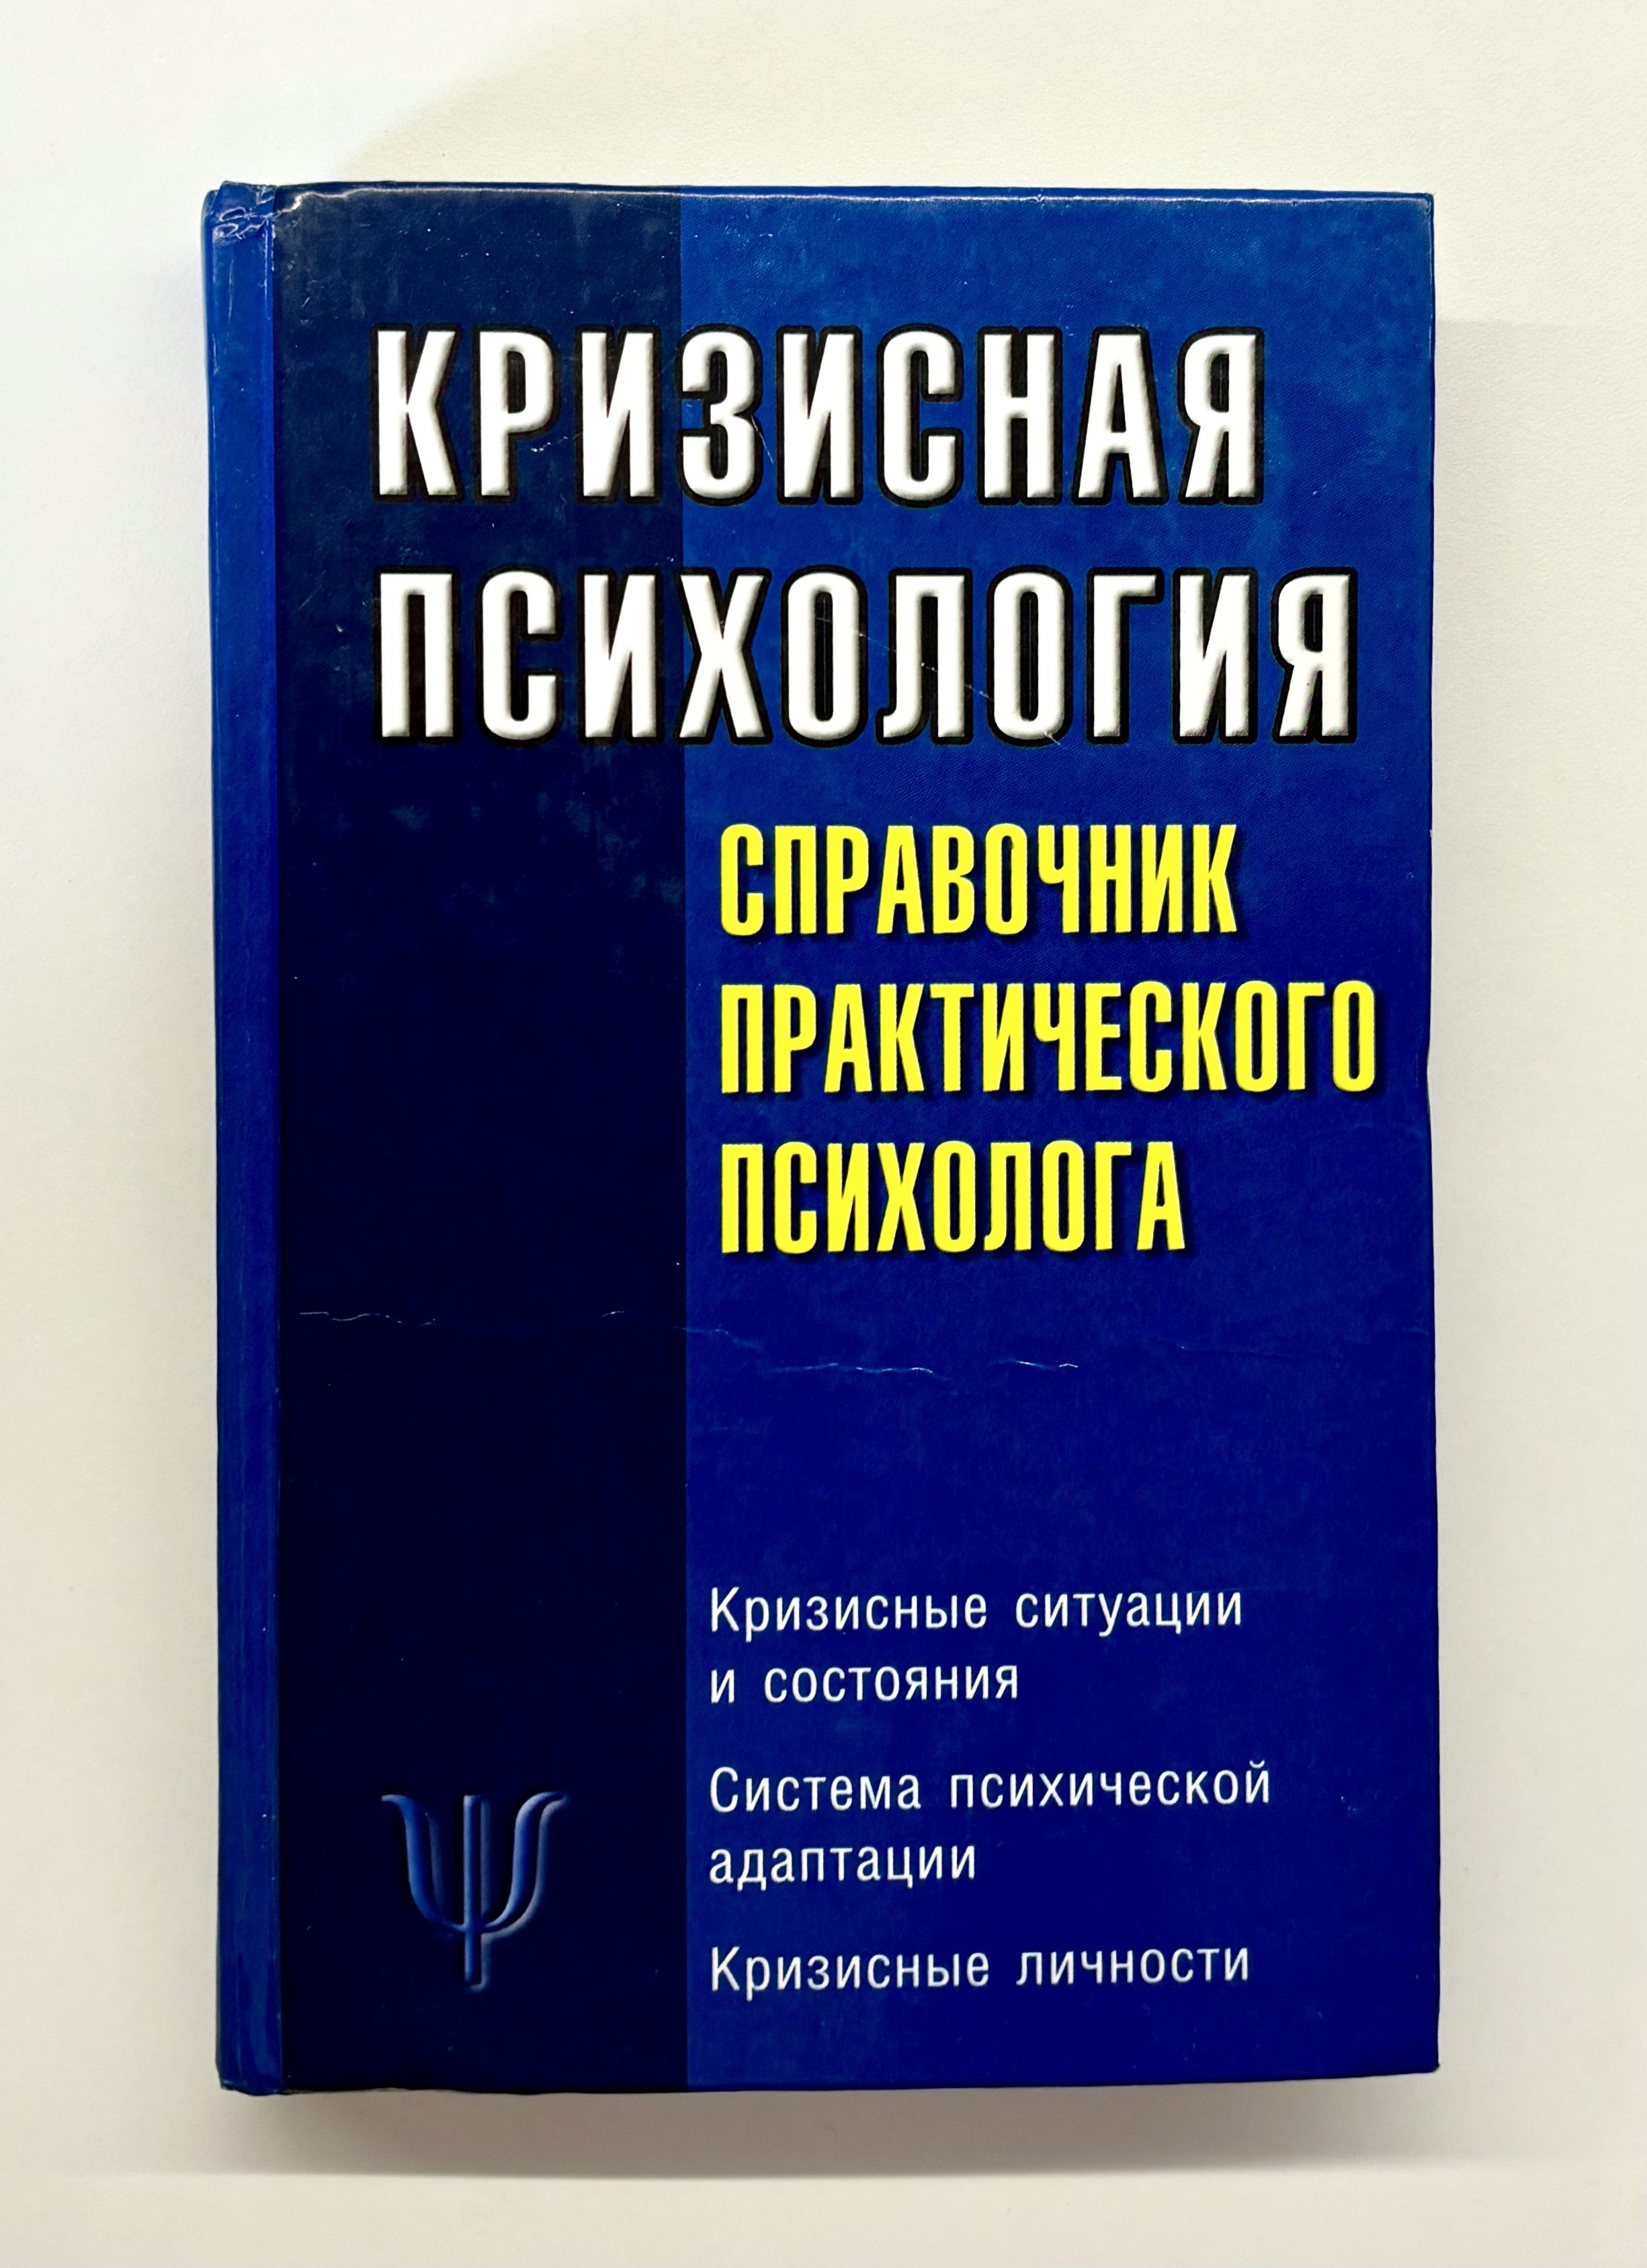 КРИЗИСНАЯ
ПСИХОЛОГИЯ
СПРАВОЧНИК
ПРАКТИЧЕСКОГО
ПСИХОЛОГА
Кризисные ситуации
и состояния
Система психической
адаптации
Кризисные личности
ψ